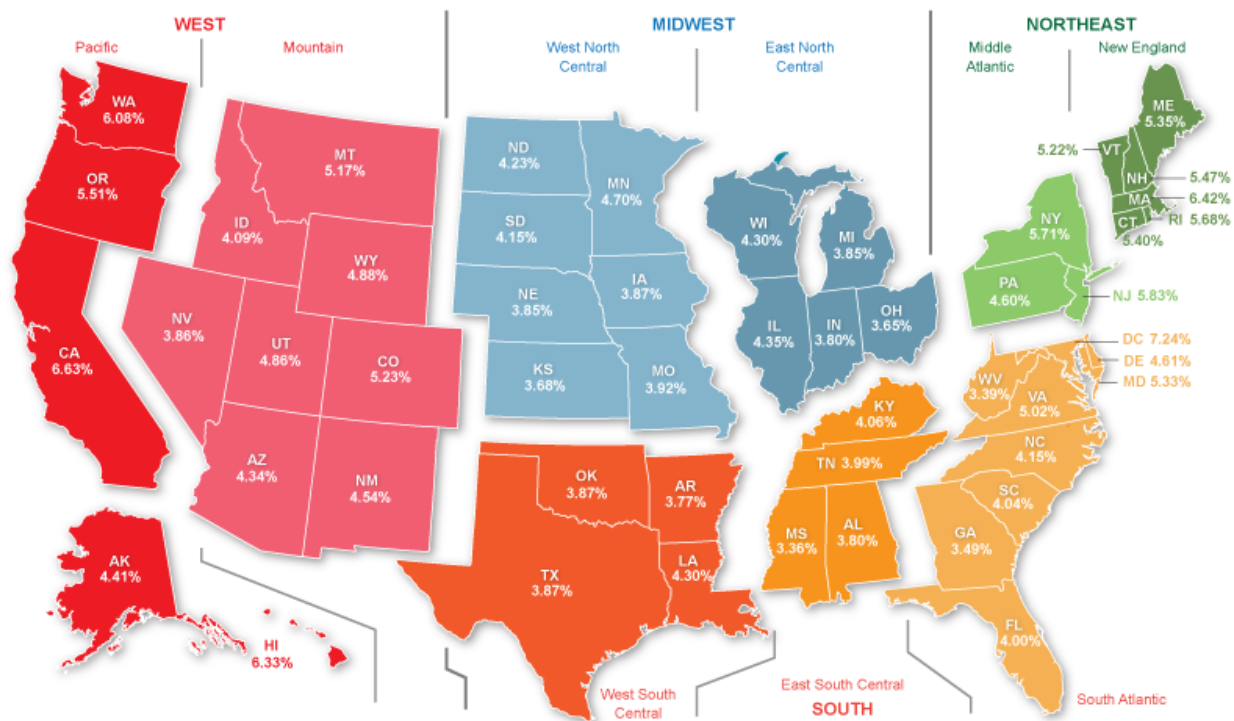 WEST
MIDWEST
NORTHEAST
Pacific
Mountain
West North
Central
East North
Central
Middle
Atlantic
New England
WA
6.08%
OR
5.51%
CA
6.63%
AK
4.41%
HI
6.33%
MT
5.17%
ID
4.09%
WY
4.88%
NV
3.86%
UT
4.86%
CO
5.23%
AZ
4.34%
NM
4.54%
ND
4.23%
MN
4.70%
SD
4.15%
IA
3.87%
NE
3.85%
KS
3.68%
MO
3.92%
WI
4.30%
MI
3.85%
IL
4.35%
IN
3.80%
OH
3.65%
ME
5.35%
5.22%
VT
NH
5.47%
MA
6.42%
RI 5.68%
CT
5.40%
NY
5.71%
PA
4.60%
NJ 5.83%
DC 7.24%
DE 4.61%
MD 5.33%
WV
3.39%
VA
5.02%
NC
4.15%
SC
4.04%
GA
3.49%
FL
4.00%
KY
4.06%
TN 3.99%
MS
3.36%
AL
3.80%
OK
3.87%
AR
3.77%
TX
3.87%
LA
4.30%
West South
Central
East South Central
SOUTH
South Atlantic